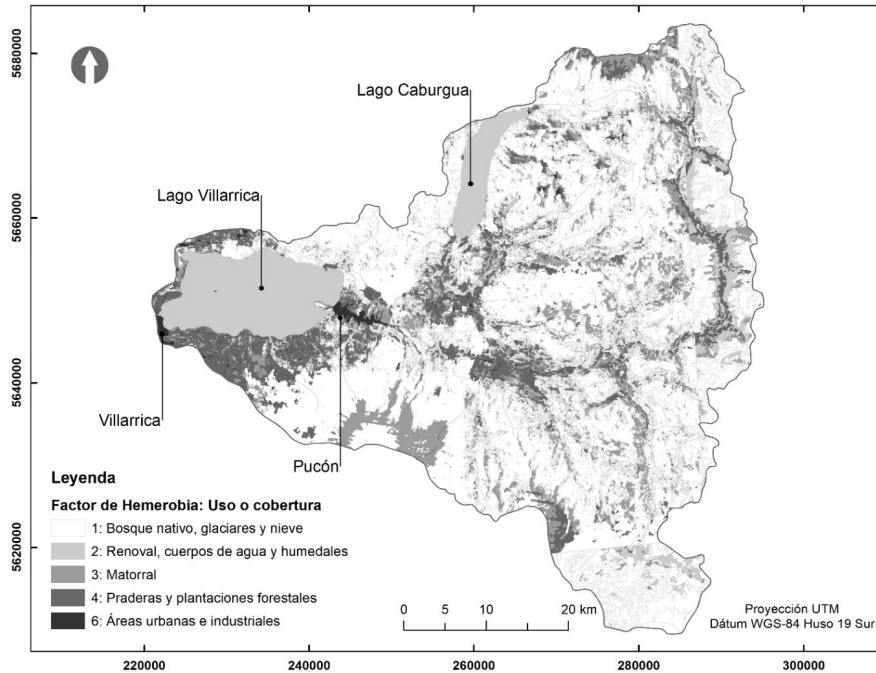 5680000
5660000
5640000
5620000
Lago Caburgua
Lago Villarrica
Villarrica
Pucón
Leyenda
Factor de Hemerobia: Uso o cobertura
1: Bosque nativo, glaciares y nieve
2: Renoval, cuerpos de agua y humedales
3: Matorral
4: Praderas y plantaciones forestales
6: Áreas urbanas e industriales
0 5 10 20 km
Proyección UTM
Dátum WGS-84 Huso 19 Sur
220000 240000 260000 280000 300000